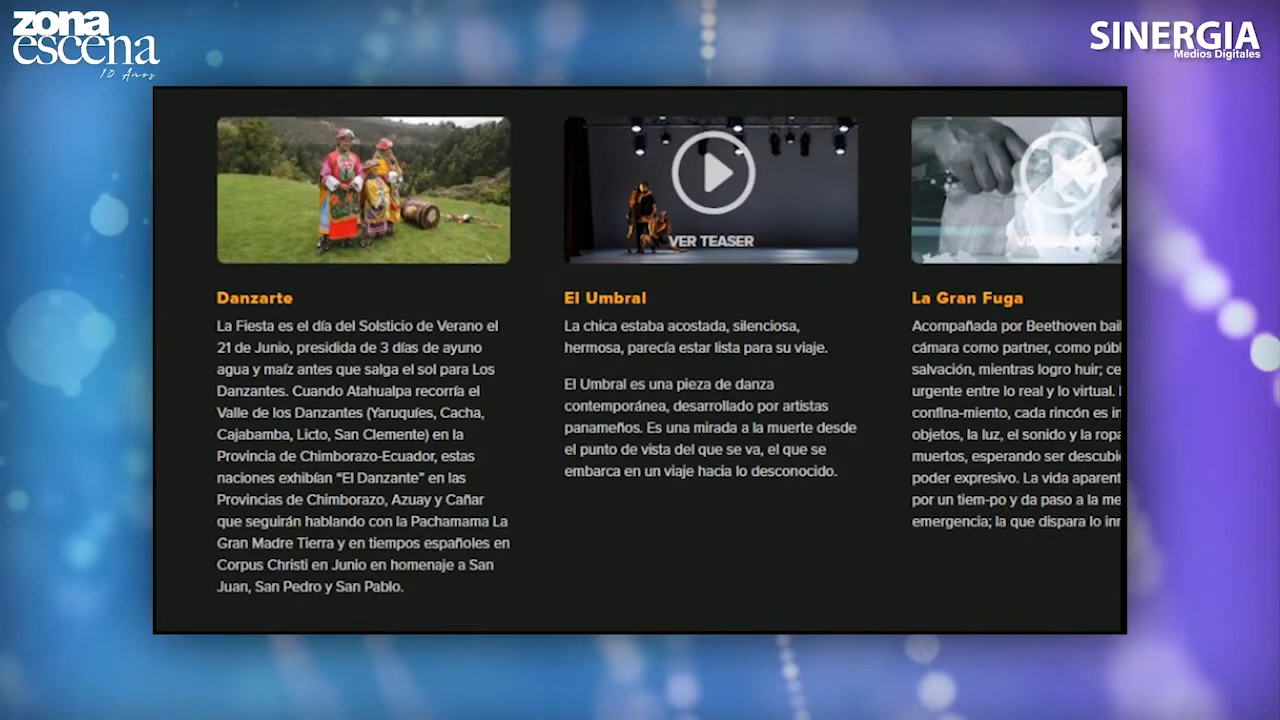 zona
escena
10 Años
SINERGIA
Medios Digitales
VER TEASER
Danzarte
La Fiesta es el día del Solsticio de Verano el
21 de Junio, presidida de 3 días de ayuno
agua y maíz antes que salga el sol para Los
Danzantes. Cuando Atahualpa recorría el
Valle de los Danzantes (Yaruquíes, Cacha,
Cajabamba, Licto, San Clemente) en la
Provincia de Chimborazo-Ecuador, estas
naciones exhibían “El Danzante” en las
Provincias de Chimborazo, Azuay y Cañar
que seguirán hablando con la Pachamama La
Gran Madre Tierra y en tiempos españoles en
Corpus Christi en Junio en homenaje a San
Juan, San Pedro y San Pablo.
El Umbral
La chica estaba acostada, silenciosa,
hermosa, parecía estar lista para su viaje.
El Umbral es una pieza de danza
contemporánea, desarrollado por artistas
panameños. Es una mirada a la muerte desde
el punto de vista del que se va, el que se
embarca en un viaje hacia lo desconocido.
La Gran Fuga
Acompañada por Beethoven bail
cámara como partner, como públ
salvación, mientras logro huir; ce
urgente entre lo real y lo virtual.
confina-miento, cada rincón es in
objetos, la luz, el sonido y la ropa
muertos, esperando ser descubi
poder expresivo. La vida aparent
por un tiem-po y da paso a la me
emergencia; la que dispara lo inr